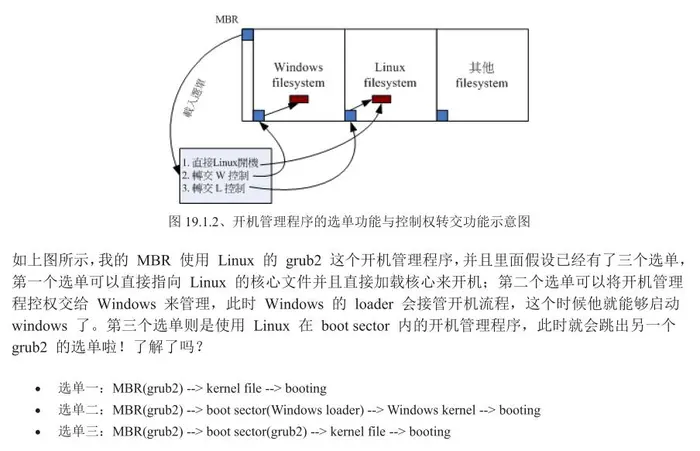 MBR
Windows
filesystem
Linux
filesystem
其他
filesystem
載入選單
1. 直接Linux開機
2. 轉交 W 控制
3. 轉交 L 控制
图 19.1.2、开机管理程序的选单功能与控制权转交功能示意图
如上图所示,我的 MBR 使用 Linux 的 grub2 这个开机管理程序,并且里面假设已经有了三个选单,
第一个选单可以直接指向 Linux 的核心文件并且直接加载核心来开机；第二个选单可以将开机管理
程控权交给 Windows 来管理，此时 Windows 的 loader 会接管开机流程，这个时候他就能够启动
windows 了。第三个选单则是使用 Linux 在 boot sector 内的开机管理程序，此时就会跳出另一个
grub2 的选单啦！了解了吗？
• 选单一：MBR(grub2) --> kernel file --> booting
• 选单二：MBR(grub2) --> boot sector(Windows loader) --> Windows kernel --> booting
• 选单三：MBR(grub2) --> boot sector(grub2) --> kernel file --> booting